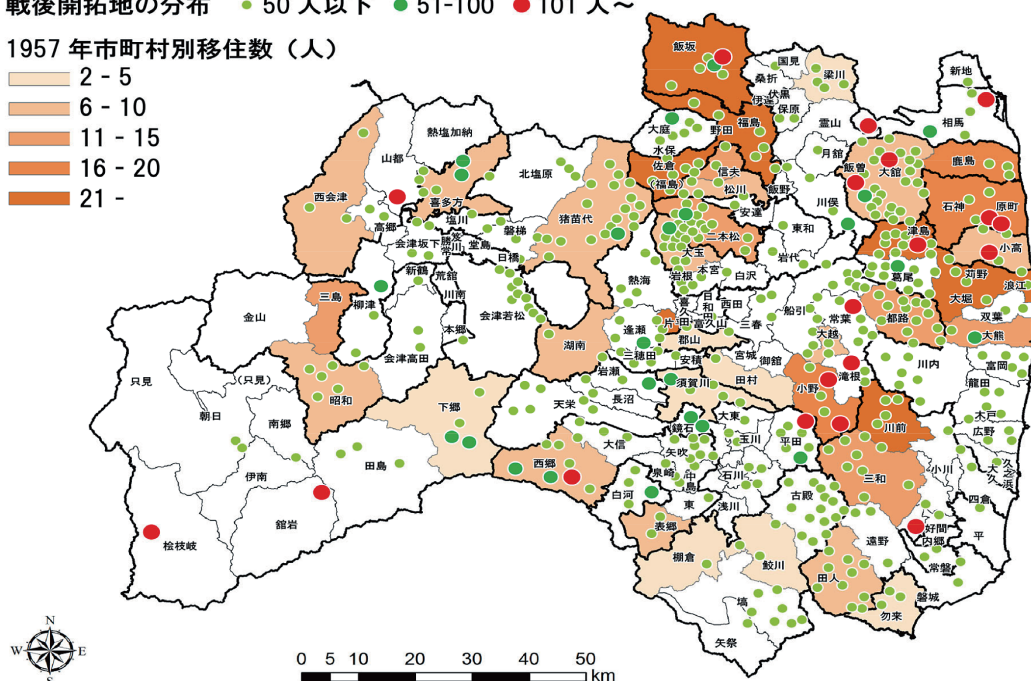 戦後開拓地の分布 50人以下 51-100 101人～
1957年市町村別移住数（人）
2 - 5
6 - 10
11 - 15
16 - 20
21 -
飯坂
国見
梁川
桑折
伏黒
伊達
保原
新地
相馬
霊山
熱塩加納
大庭
野田
福島
水保
月舘
山都
佐倉
（福島）
信夫
飯曽
大舘
鹿島
北塩原
松川
飯野
西会津
喜多方
猪苗代
安達
川俣
石神
原町
高郷
塩川
笈川
堂島
磐梯
二本松
東和
津島
小高
会津坂下
勝常
日橋
大玉
岩代
新鶴
荒舘
熱海
岩根
本宮
白沢
葛尾
苅野
浪江
三島
柳津
川南
会津若松
喜久田
日和田
西田
船引
大堀
金山
本郷
逢瀬
片
富久山
三春
常葉
都路
双葉
湖南
郡山
大越
大熊
会津高田
三穂田
安積
宮城
御舘
只見
（只見）
昭和
岩瀬
須賀川
田村
小野
滝根
川内
富岡
下郷
長沼
龍田
朝日
天栄
大東
木戸
南郷
鏡石
川前
広野
大信
玉川
平田
田島
西郷
矢吹
久之浜
伊南
泉崎
中島
石川
三和
小川
大久
白河
古殿
舘岩
東
浅川
四倉
表郷
好間
桧枝岐
遠野
内郷
平
棚倉
鮫川
田人
常磐
塙
磐城
勿来
矢祭
N
W E
S
0 5 10 20 30 40 50
km